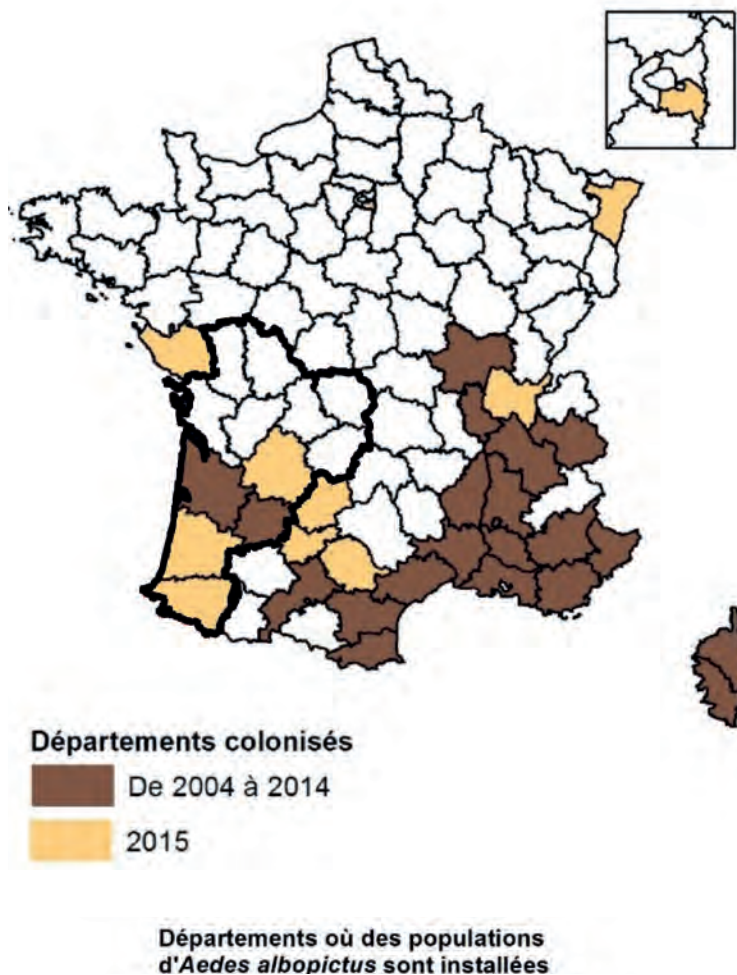 Départements colonisés
De 2004 à 2014
2015
Départements où des populations
d'Aedes albopictus sont installées